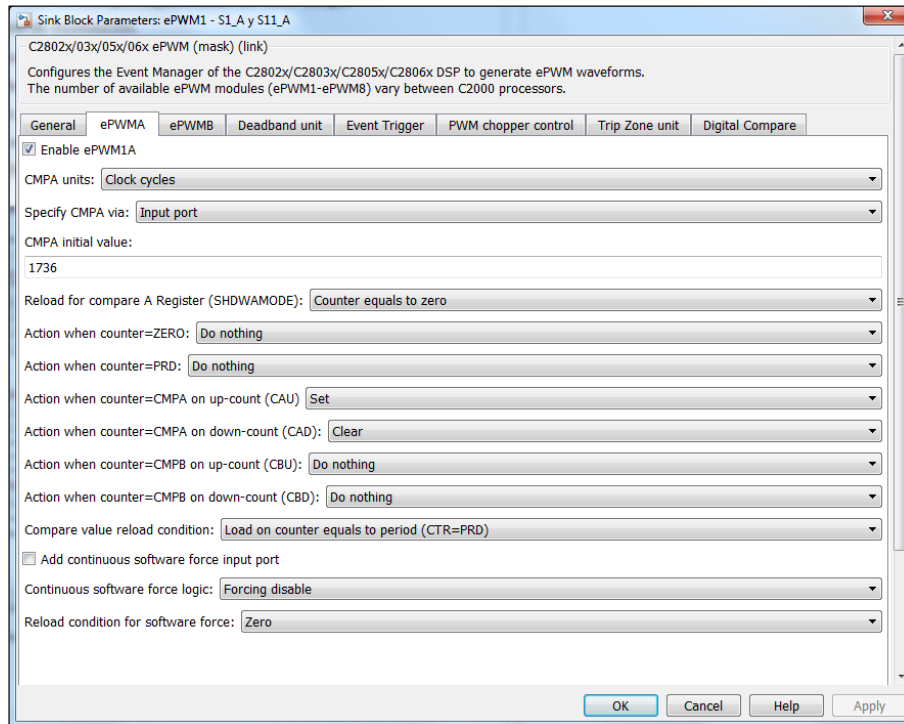 Sink Block Parameters: ePWM1 - S1_A y S11_A
C2802x/03x/05x/06x ePWM (mask) (link)
Configures the Event Manager of the C2802x/C2803x/C2805x/C2806x DSP to generate ePWM waveforms.
The number of available ePWM modules (ePWM1-ePWM8) vary between C2000 processors.
General ePWMA ePWMB Deadband unit Event Trigger PWM chopper control Trip Zone unit Digital Compare
Enable ePWM1A
CMPA units: Clock cycles
Specify CMPA via: Input port
CMPA initial value:
1736
Reload for compare A Register (SHDWAMODE): Counter equals to zero
Action when counter=ZERO: Do nothing
Action when counter=PRD: Do nothing
Action when counter=CMPA on up-count (CAU) Set
Action when counter=CMPA on down-count (CAD): Clear
Action when counter=CMPB on up-count (CBU): Do nothing
Action when counter=CMPB on down-count (CBD): Do nothing
Compare value reload condition: Load on counter equals to period (CTR=PRD)
Add continuous software force input port
Continuous software force logic: Forcing disable
Reload condition for software force: Zero
OK Cancel Help Apply